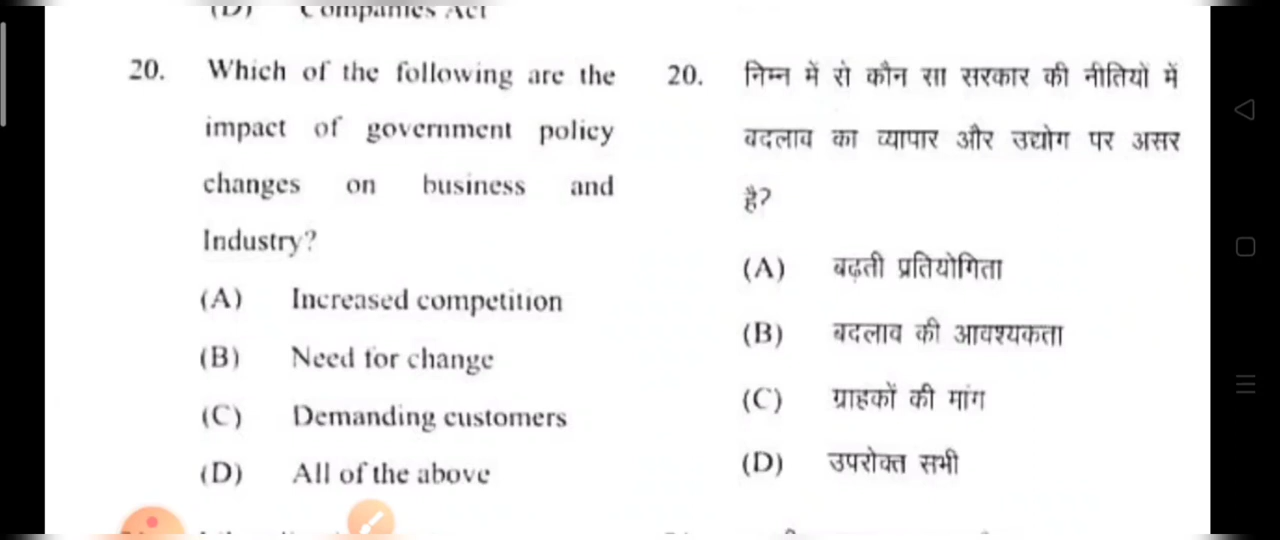 (D) Companies Act
20. Which of the following are the
impact of government policy
changes on business and
Industry?
(A) Increased competition
(B) Need for change
(C) Demanding customers
(D) All of the above
20. निम्न में से कौन सा सरकार की नीतियों में
बदलाव का व्यापार और उद्योग पर असर
है?
(A) बढ़ती प्रतियोगिता
(B) बदलाव की आवश्यकता
(C) ग्राहकों की मांग
(D) उपरोक्त सभी